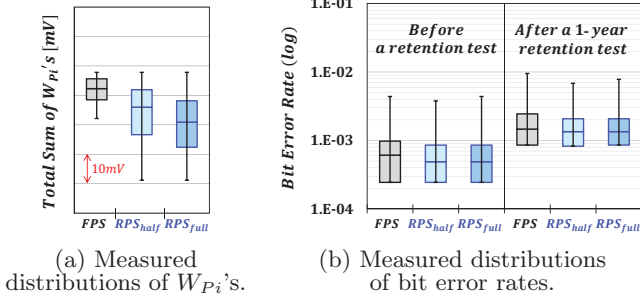 (a)
Total Sum of W_Pi's [mV]
10mV
FPS RPS_half RPS_full
(a) Measured
distributions of W_Pi's.
(b)
Bit Error Rate (log)
1.E-01
1.E-02
1.E-03
1.E-04
Before
a retention test
After a 1-year
retention test
FPS RPS_half RPS_full FPS RPS_half RPS_full
(b) Measured distributions
of bit error rates.